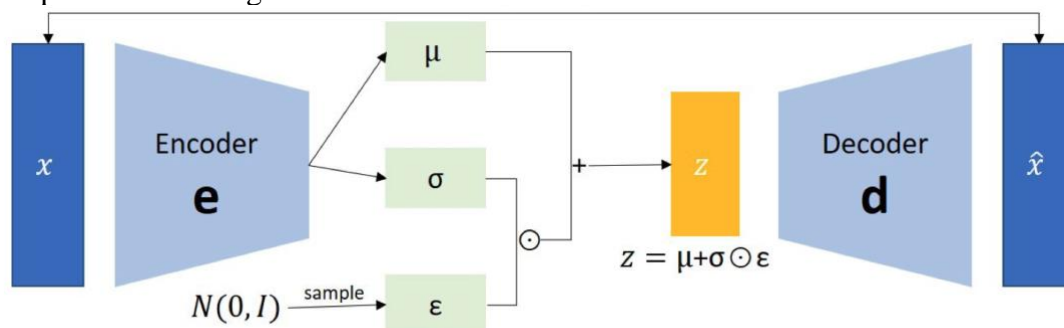 x
Encoder
e
μ
σ
N(0, I)
sample
ε
⊙
+
z
z = μ+σ⊙ε
Decoder
d
x̂